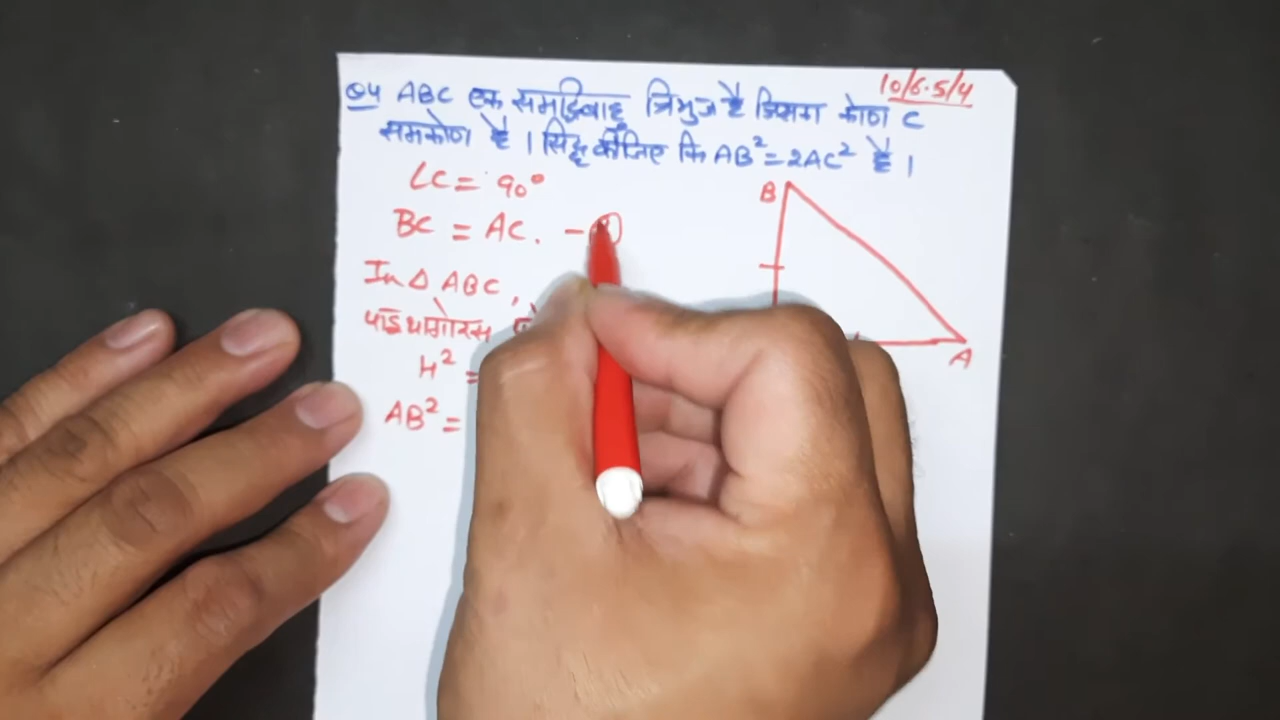 10/6.5/4
Q4 ABC एक समद्विबाहु त्रिभुज है जिसका कोण C
समकोण है । सिद्ध कीजिए कि AB² = 2AC² है ।
∠C = 90°
B
BC = AC. -
In Δ ABC,
पाइथागोरस
H² =
A
AB² =